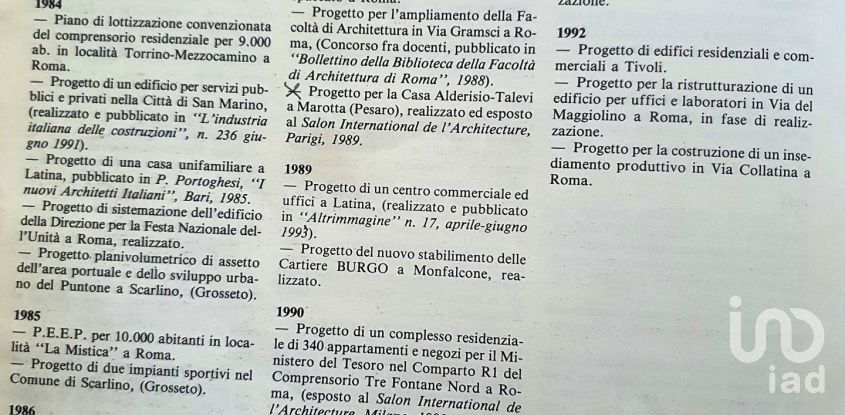 1984
— Piano di lottizzazione convenzionata
del comprensorio residenziale per 9.000
ab. in località Torrino-Mezzocamino a
Roma.
— Progetto di un edificio per servizi pub-
blici e privati nella Città di San Marino,
(realizzato e pubblicato in "L'industria
italiana delle costruzioni", n. 236 giu-
gno 1991).
— Progetto di una casa unifamiliare a
Latina, pubblicato in P. Portoghesi, "I
nuovi Architetti Italiani", Bari, 1985.
— Progetto di sistemazione dell'edificio
della Direzione per la Festa Nazionale del-
l'Unità a Roma, realizzato.
— Progetto planivolumetrico di assetto
dell'area portuale e dello sviluppo urba-
no del Puntone a Scarlino, (Grosseto).
1985
— P.E.E.P. per 10.000 abitanti in loca-
lità "La Mistica" a Roma.
— Progetto di due impianti sportivi nel
Comune di Scarlino, (Grosseto).
1986
— Progetto per l'ampliamento della Fa-
coltà di Architettura in Via Gramsci a Ro-
ma, (Concorso fra docenti, pubblicato in
"Bollettino della Biblioteca della Facoltà
di Architettura di Roma", 1988).
— Progetto per la Casa Alderisio-Talevi
a Marotta (Pesaro), realizzato ed esposto
al Salon International de l'Architecture,
Parigi, 1989.
1989
— Progetto di un centro commerciale ed
uffici a Latina, (realizzato e pubblicato
in "Altrimmagine" n. 17, aprile-giugno
1993).
— Progetto del nuovo stabilimento delle
Cartiere BURGO a Monfalcone, rea-
lizzato.
1990
— Progetto di un complesso residenzia-
le di 340 appartamenti e negozi per il Mi-
nistero del Tesoro nel Comparto R1 del
Comprensorio Tre Fontane Nord a Ro-
ma, (esposto al Salon International de
l'Architecture, Milano
zazione.
1992
— Progetto di edifici residenziali e com-
merciali a Tivoli.
— Progetto per la ristrutturazione di un
edificio per uffici e laboratori in Via del
Maggiolino a Roma, in fase di realiz-
zazione.
— Progetto per la costruzione di un inse-
diamento produttivo in Via Collatina a
Roma.
iad